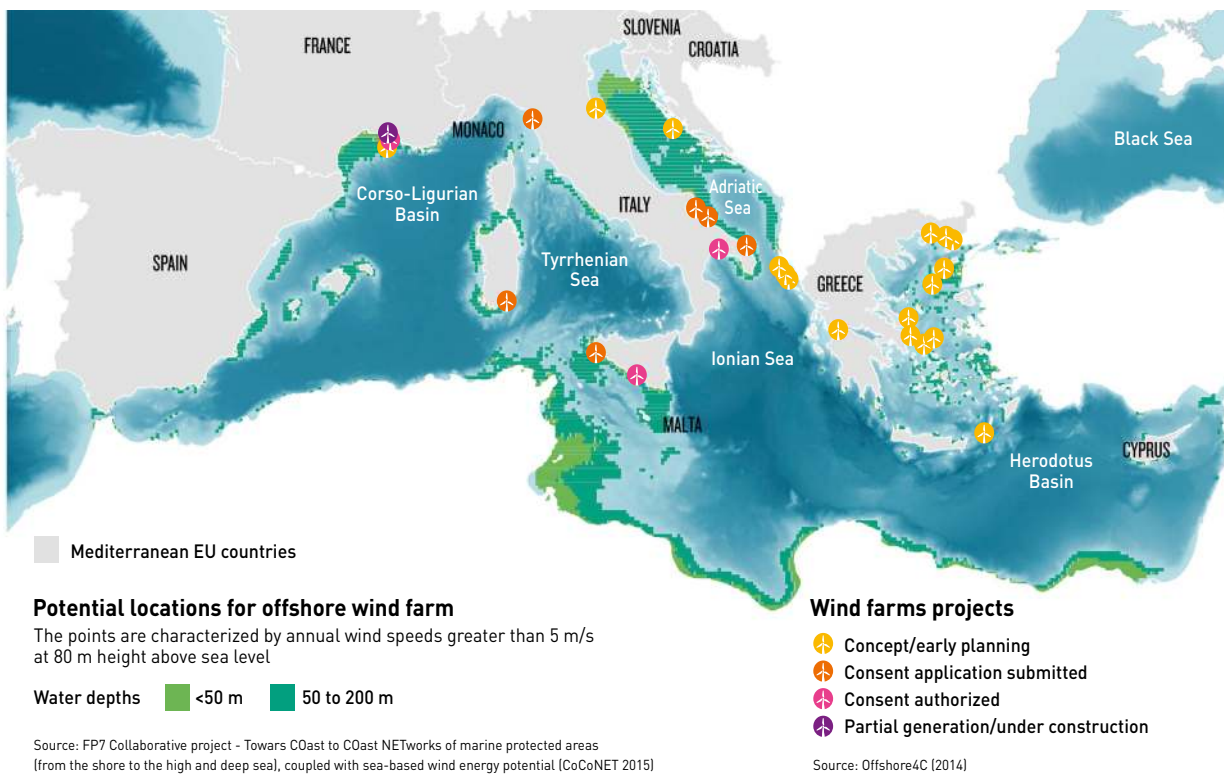 SLOVENIA
FRANCE
CROATIA
MONACO
Black Sea
Corso-Ligurian
Basin
Adriatic
Sea
ITALY
SPAIN
Tyrrhenian
Sea
GREECE
Ionian Sea
MALTA
CYPRUS
Herodotus
Basin
Mediterranean EU countries
Potential locations for offshore wind farm
The points are characterized by annual wind speeds greater than 5 m/s
at 80 m height above sea level
Water depths <50 m 50 to 200 m
Source: FP7 Collaborative project - Towars COast to COast NETworks of marine protected areas
(from the shore to the high and deep sea), coupled with sea-based wind energy potential (CoCoNET 2015)
Wind farms projects
Concept/early planning
Consent application submitted
Consent authorized
Partial generation/under construction
Source: Offshore4C (2014)